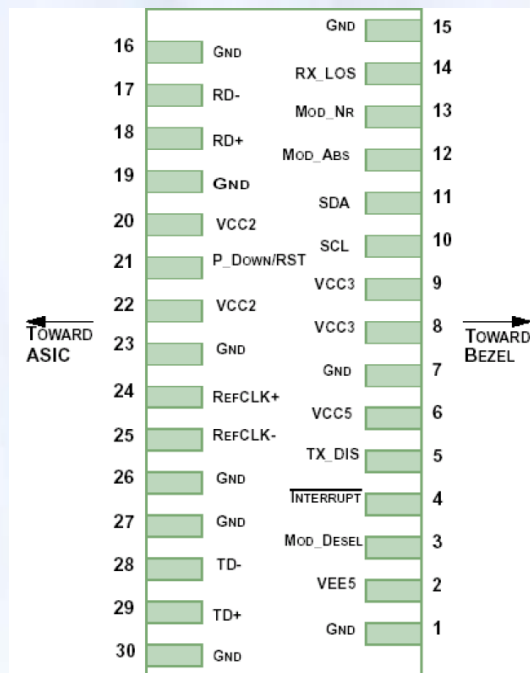 Gnd 15
16 Gnd
RX_LOS 14
17 RD-
Mod_Nr 13
18 RD+
Mod_Abs 12
19 Gnd
SDA 11
20 VCC2
SCL 10
21 P_Down/RST
VCC3 9
22 VCC2
VCC3 8
Toward
ASIC
Toward
Bezel
23 Gnd
Gnd 7
24 RefCLK+
VCC5 6
25 RefCLK-
TX_DIS 5
26 Gnd
Interrupt 4
27 Gnd
Mod_Desel 3
28 TD-
VEE5 2
29 TD+
Gnd 1
30 Gnd